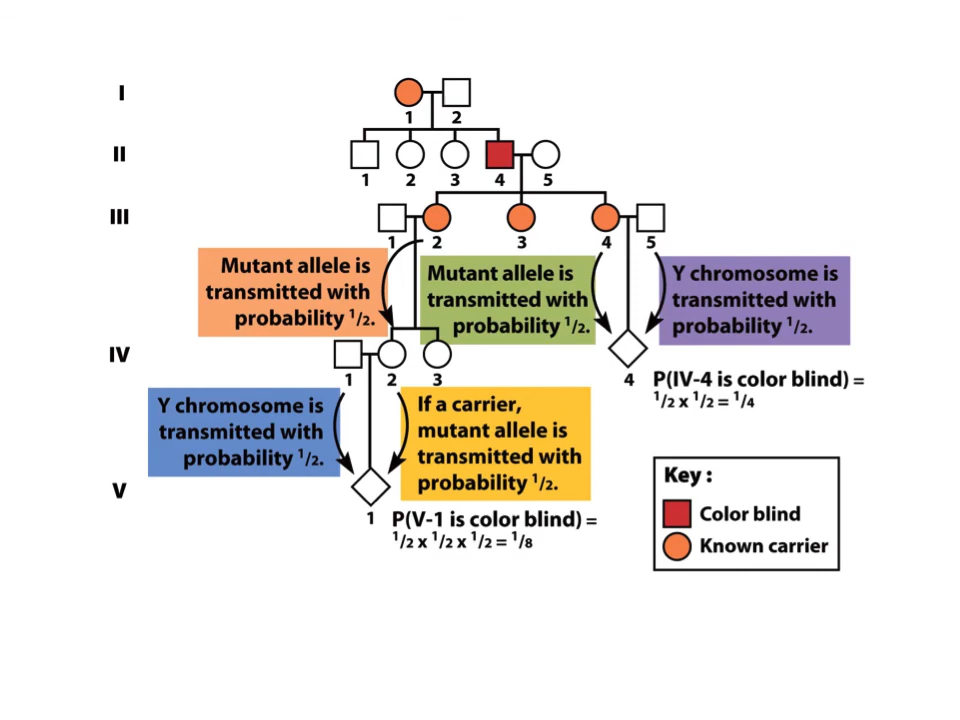 I
1 2
II
1 2 3 4 5
III
1 2 3 4 5
Mutant allele is
transmitted with
probability 1/2.
Mutant allele is
transmitted with
probability 1/2.
Y chromosome is
transmitted with
probability 1/2.
IV
1 2 3
4
P(IV-4 is color blind) =
1/2 x 1/2 = 1/4
Y chromosome is
transmitted with
probability 1/2.
If a carrier,
mutant allele is
transmitted with
probability 1/2.
V
1
P(V-1 is color blind) =
1/2 x 1/2 x 1/2 = 1/8
Key :
Color blind
Known carrier